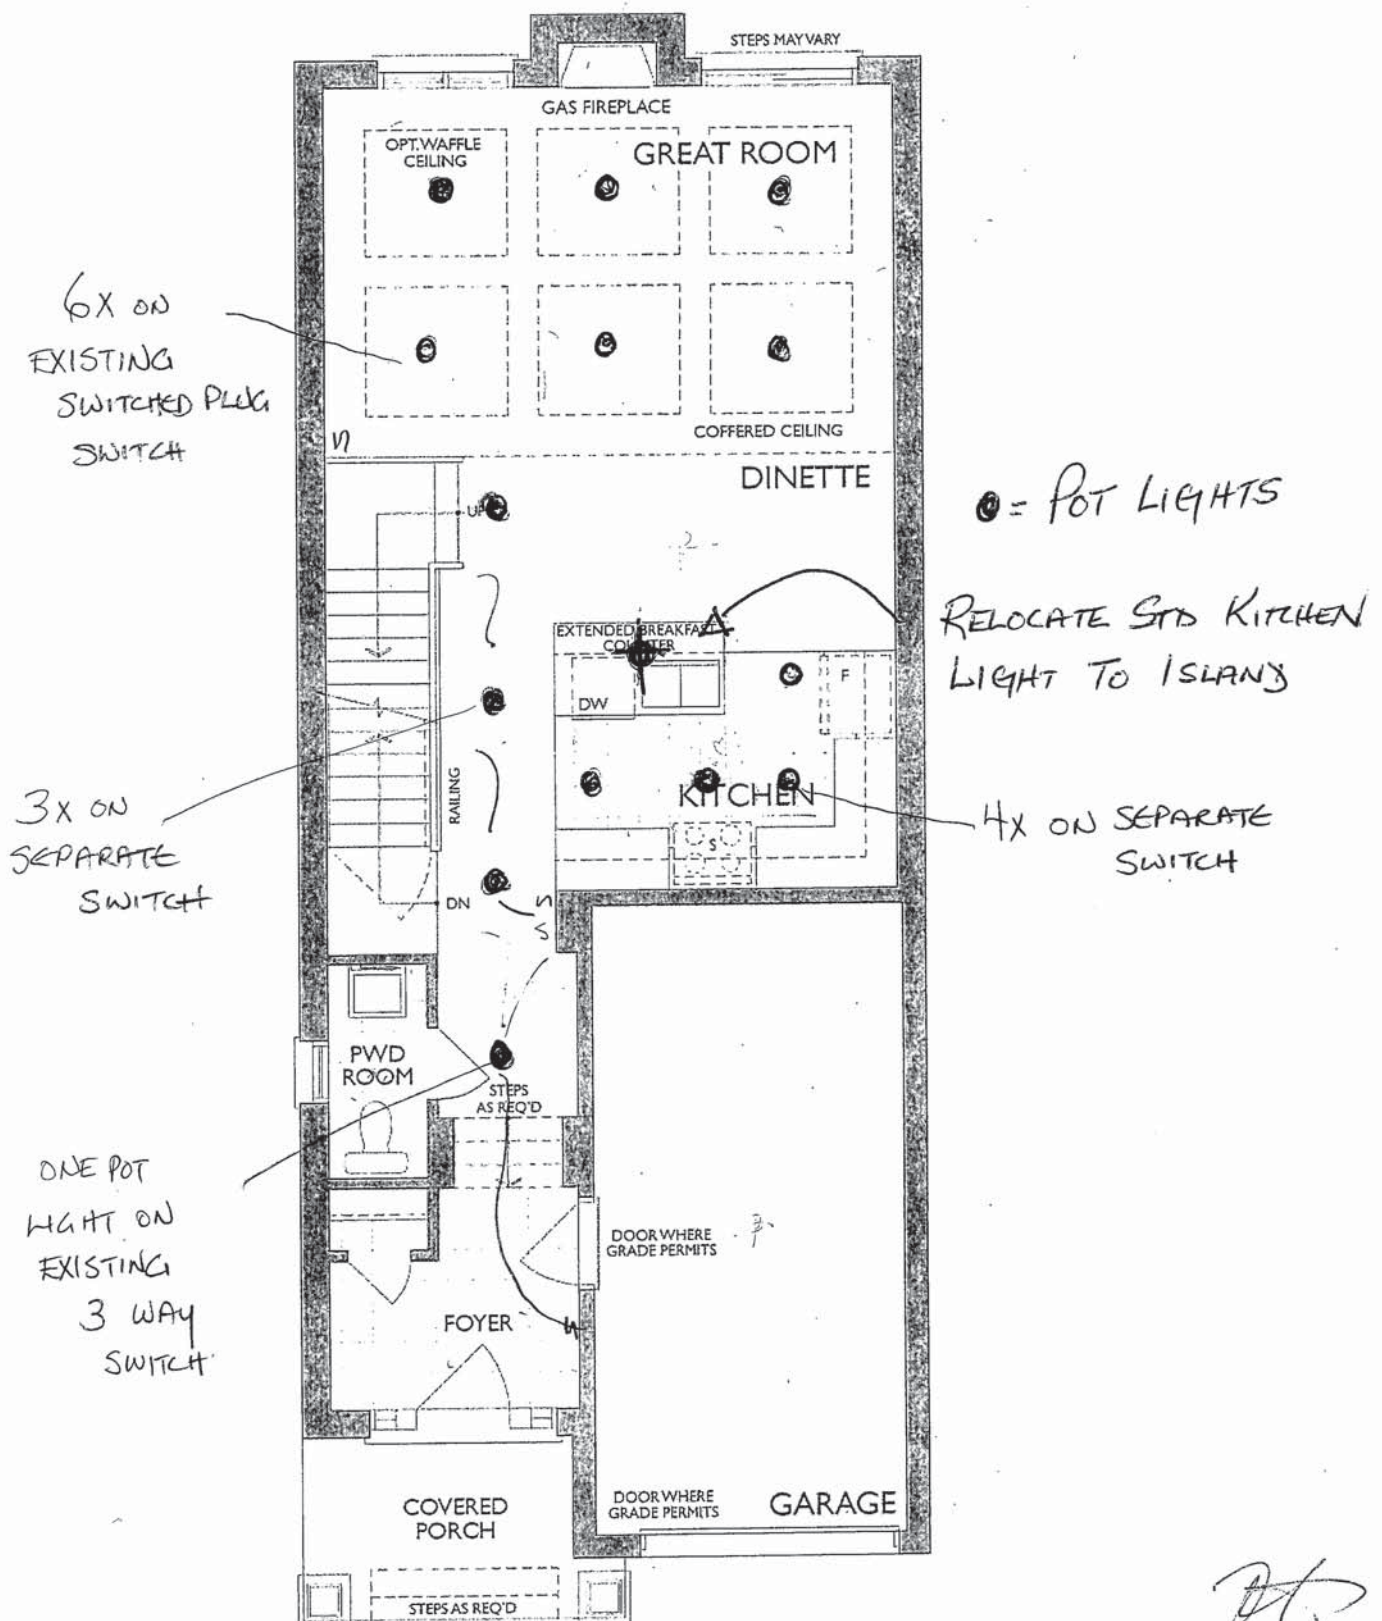 STEPS MAY VARY
GAS FIREPLACE
OPT. WAFFLE
CEILING
GREAT ROOM
6X ON
EXISTING
SWITCHED PLUG
SWITCH
COFFERED CEILING
DINETTE
= POT LIGHTS
UP
RELOCATE STD KITCHEN
LIGHT TO ISLAND
EXTENDED BREAKFAST
COUNTER
DW
F
RAILING
KITCHEN
S
3X ON
SEPARATE
SWITCH
4X ON SEPARATE
SWITCH
DN
S
S
PWD
ROOM
STEPS
AS REQ'D
ONE POT
LIGHT ON
EXISTING
3 WAY
SWITCH
DOOR WHERE
GRADE PERMITS
FOYER
COVERED
PORCH
DOOR WHERE
GRADE PERMITS
GARAGE
STEPS AS REQ'D